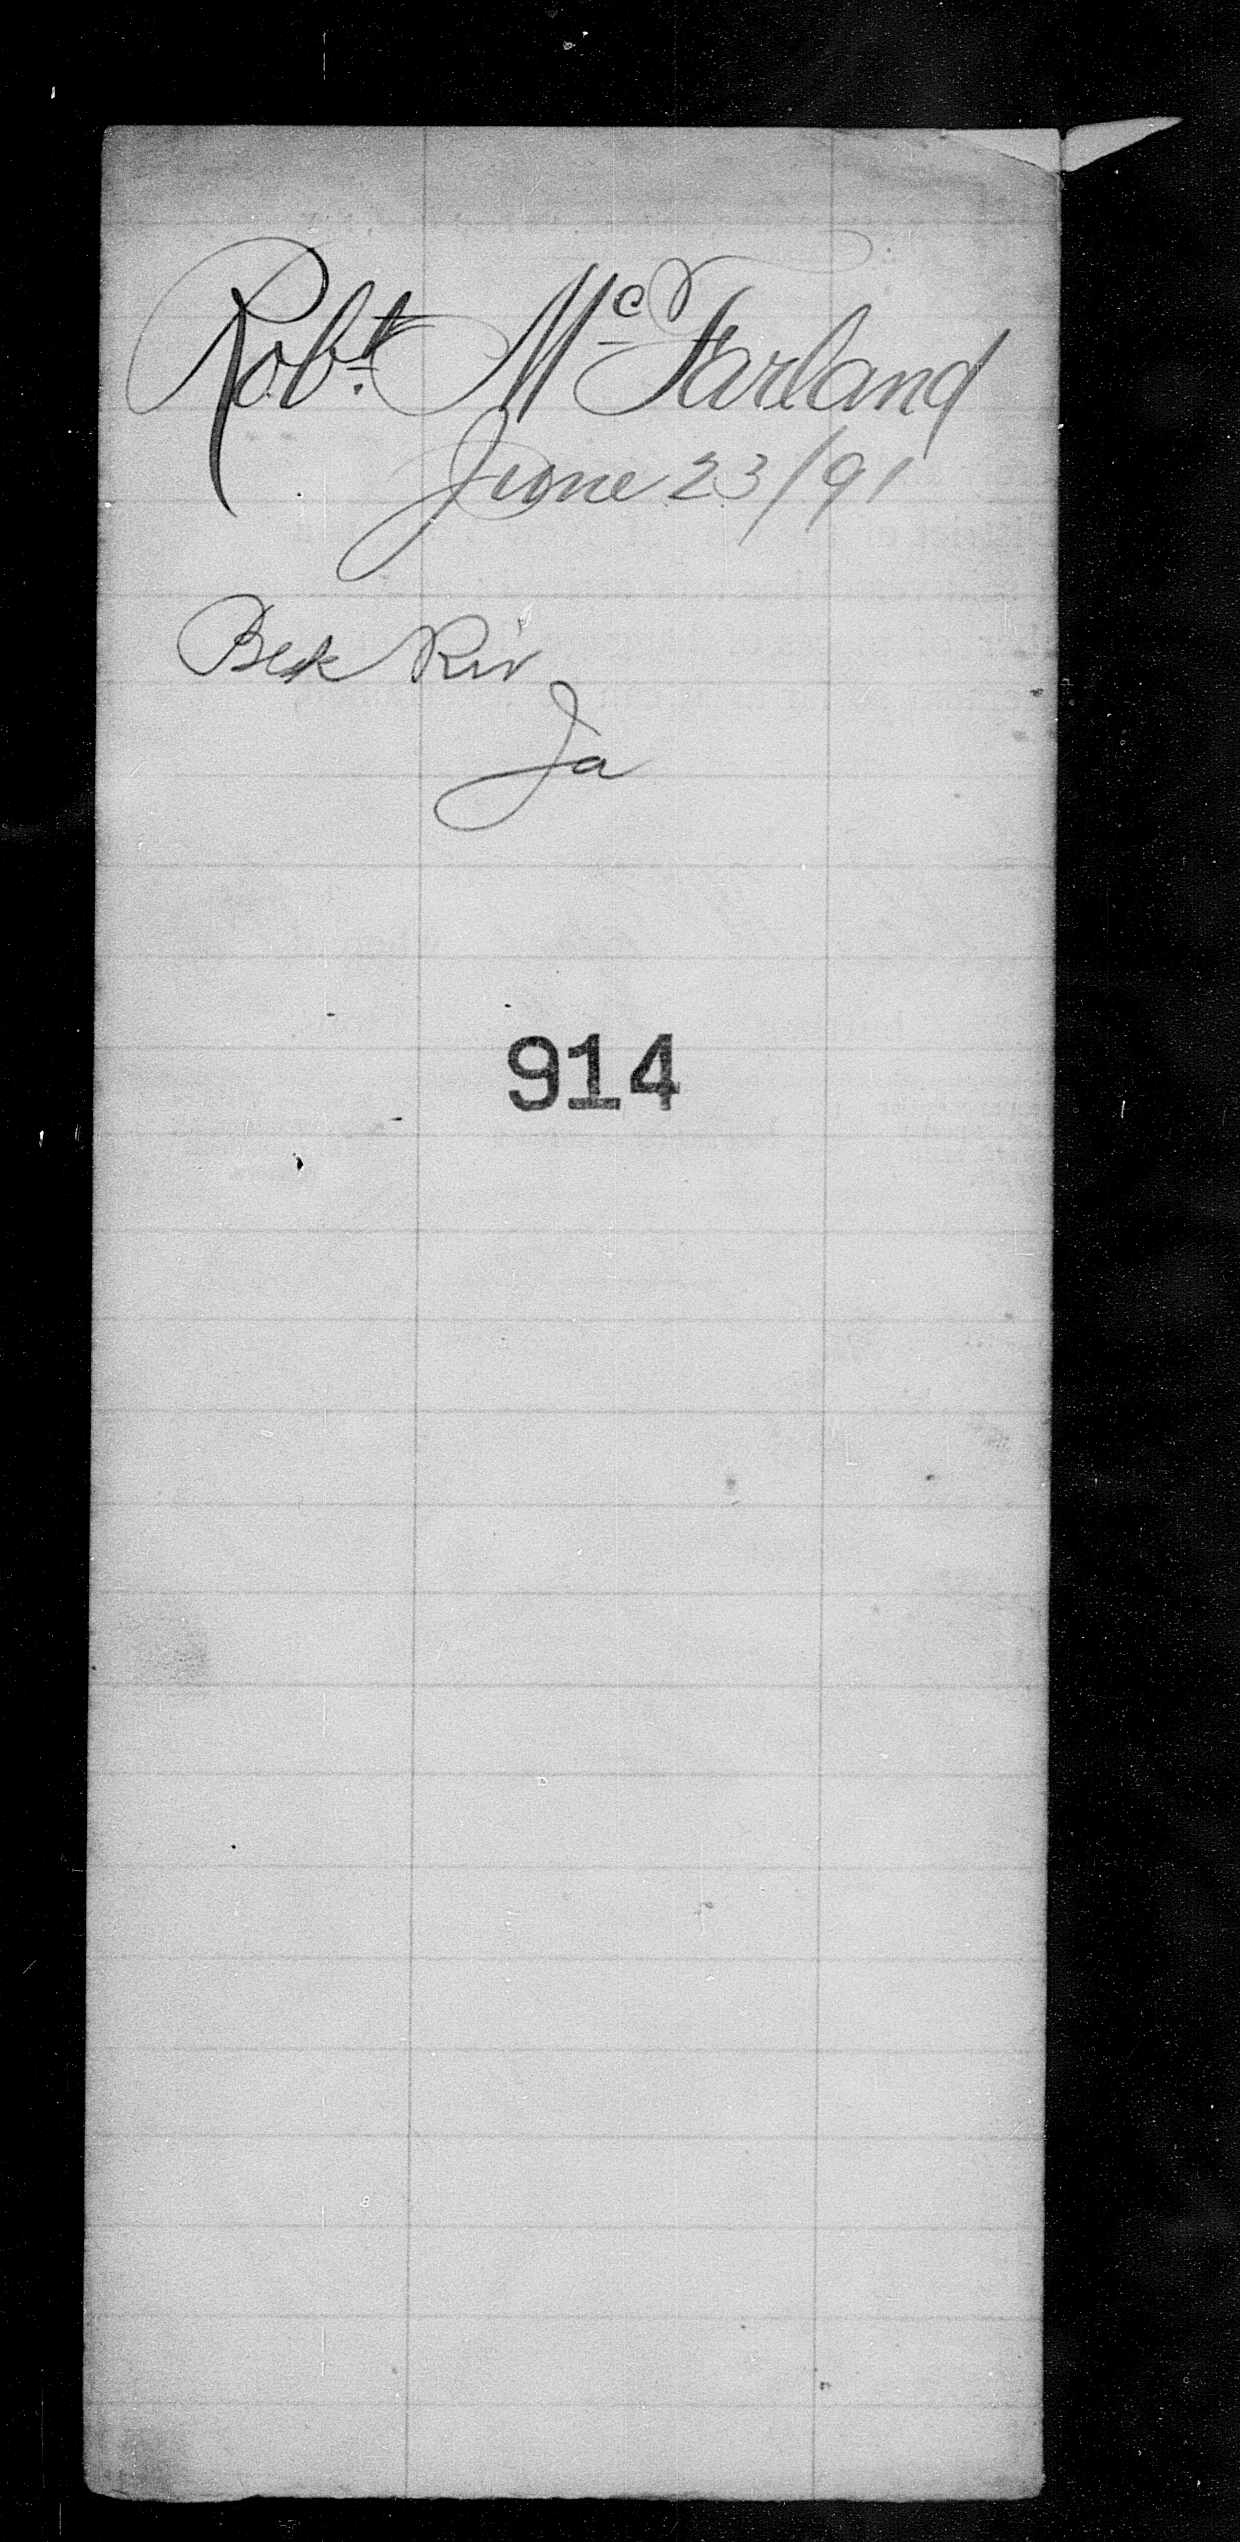 Robt. McFarland
June 23/91
Blk Riv
Ja
914